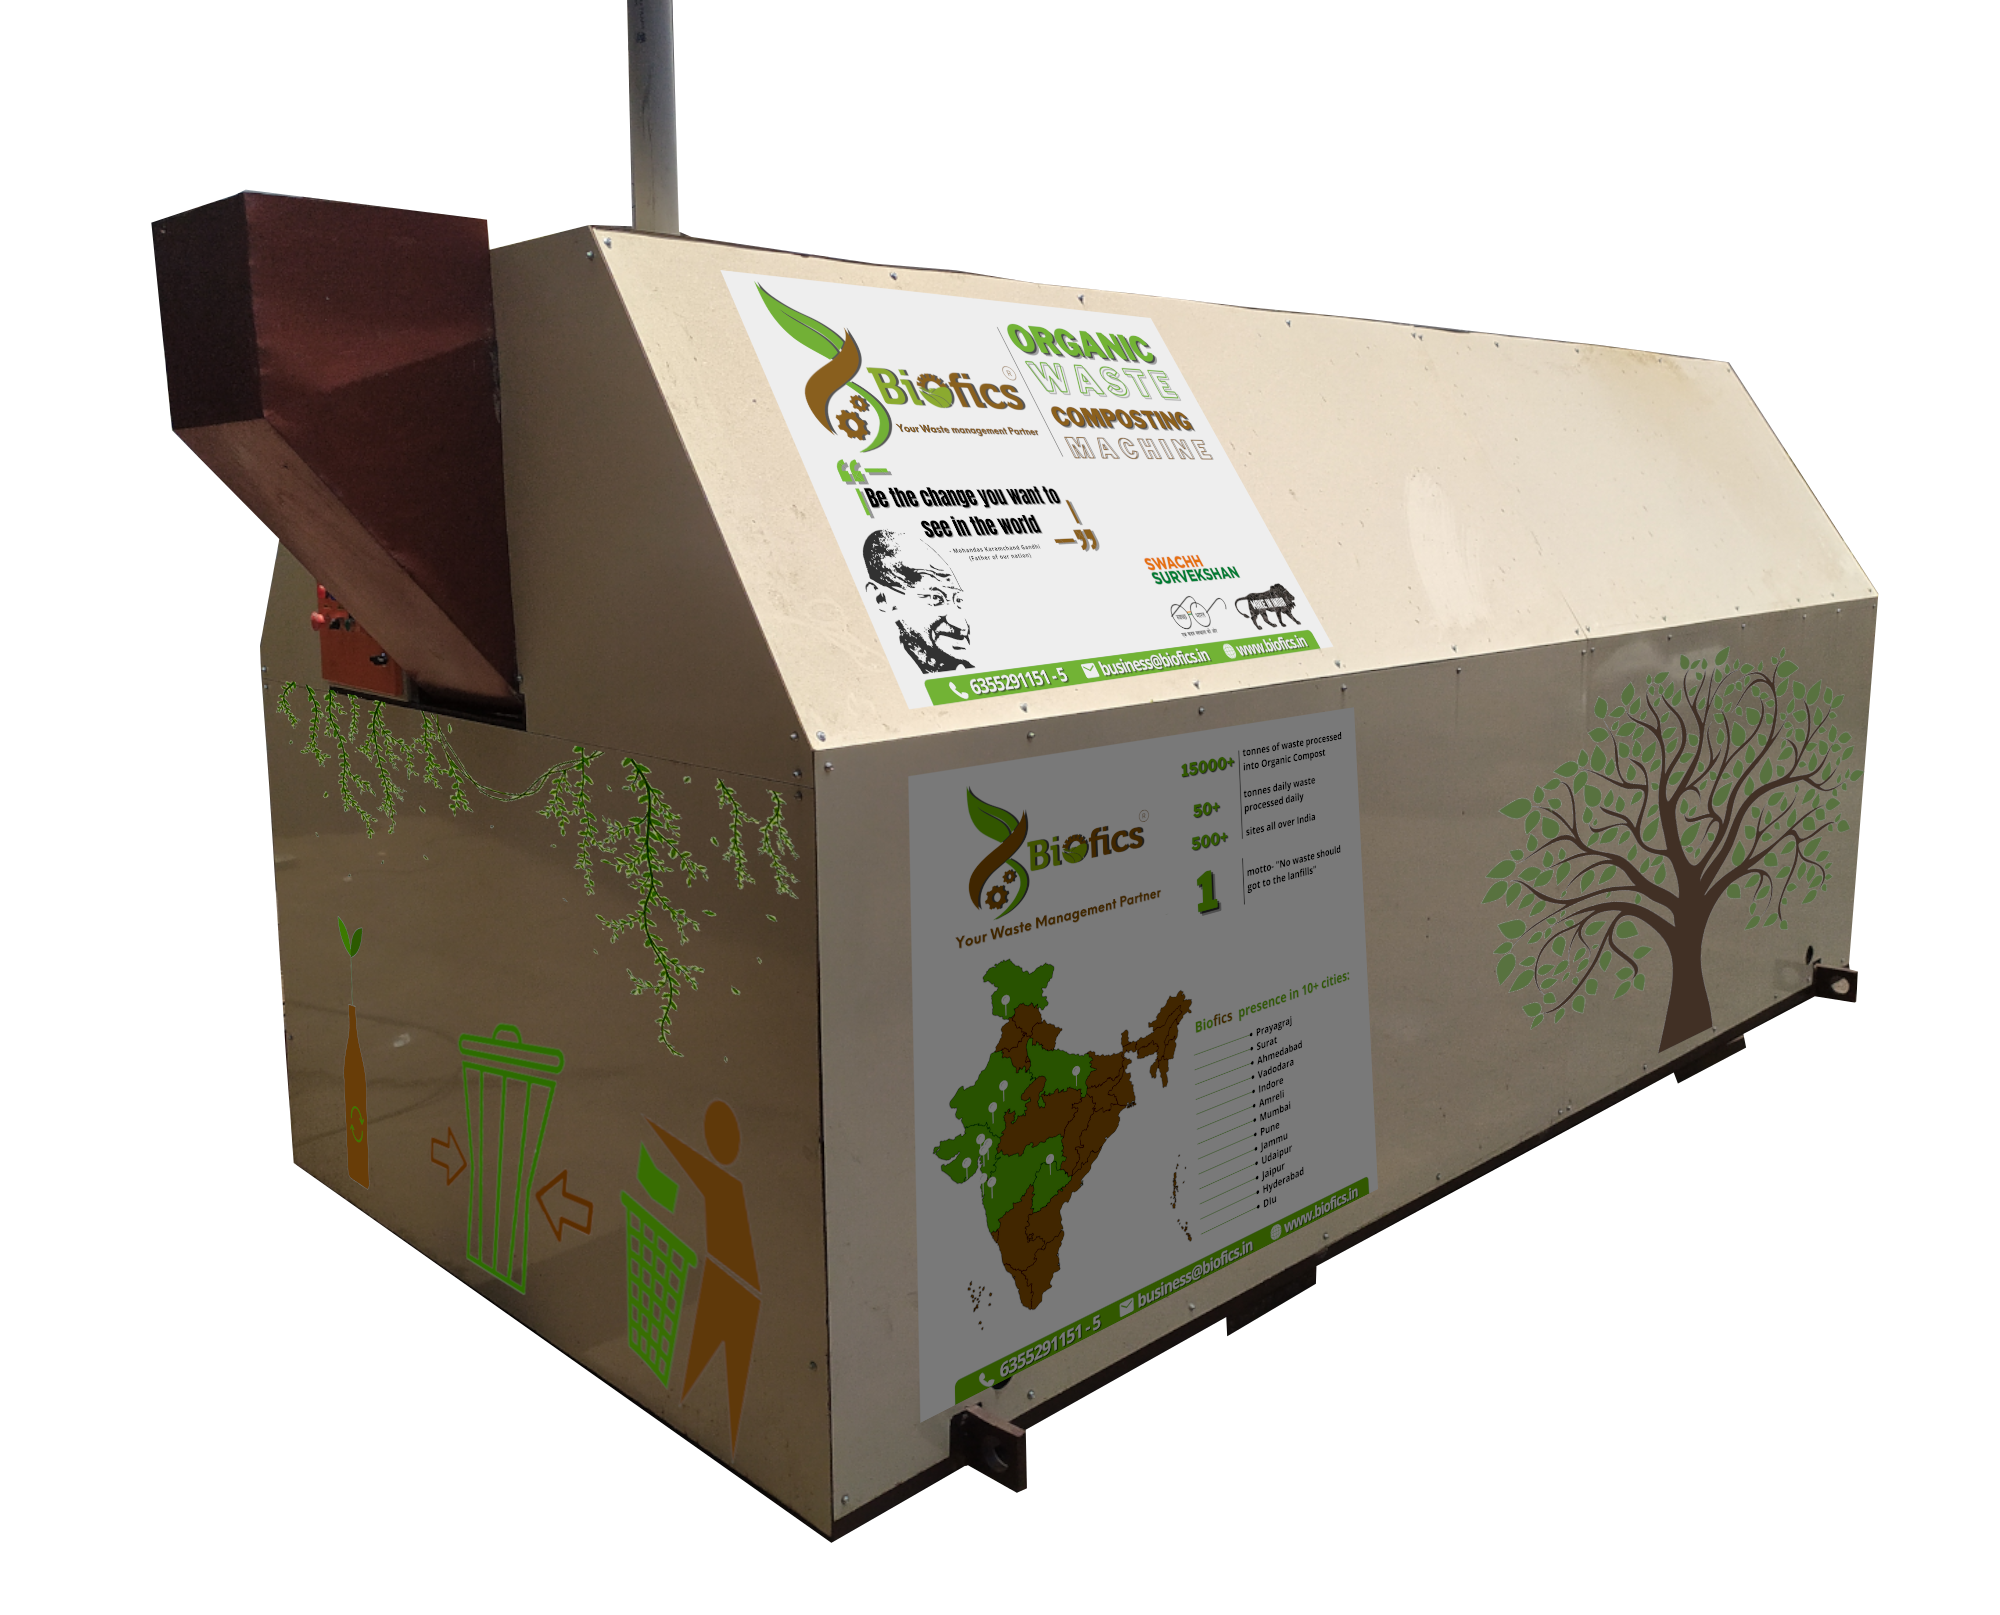 Biofics ®
Your Waste management Partner
ORGANIC
WASTE
COMPOSTING
MACHINE
Be the change you want to
see in the world
- Mohandas Karamchand Gandhi
(Father of our nation)
SWACHH
SURVEKSHAN
MAKE IN INDIA
6355291151 - 5
business@biofics.in
www.biofics.in
Biofics ®
Your Waste Management Partner
15000+
tonnes of waste processed
into Organic Compost
50+
tonnes daily waste
processed daily
500+
sites all over India
1
motto- "No waste should
got to the lanfills"
Biofics presence in 10+ cities:
• Prayagraj
• Surat
• Ahmedabad
• Vadodara
• Indore
• Amreli
• Mumbai
• Pune
• Jammu
• Udaipur
• Jaipur
• Hyderabad
• Diu
6355291151 - 5
business@biofics.in
www.biofics.in